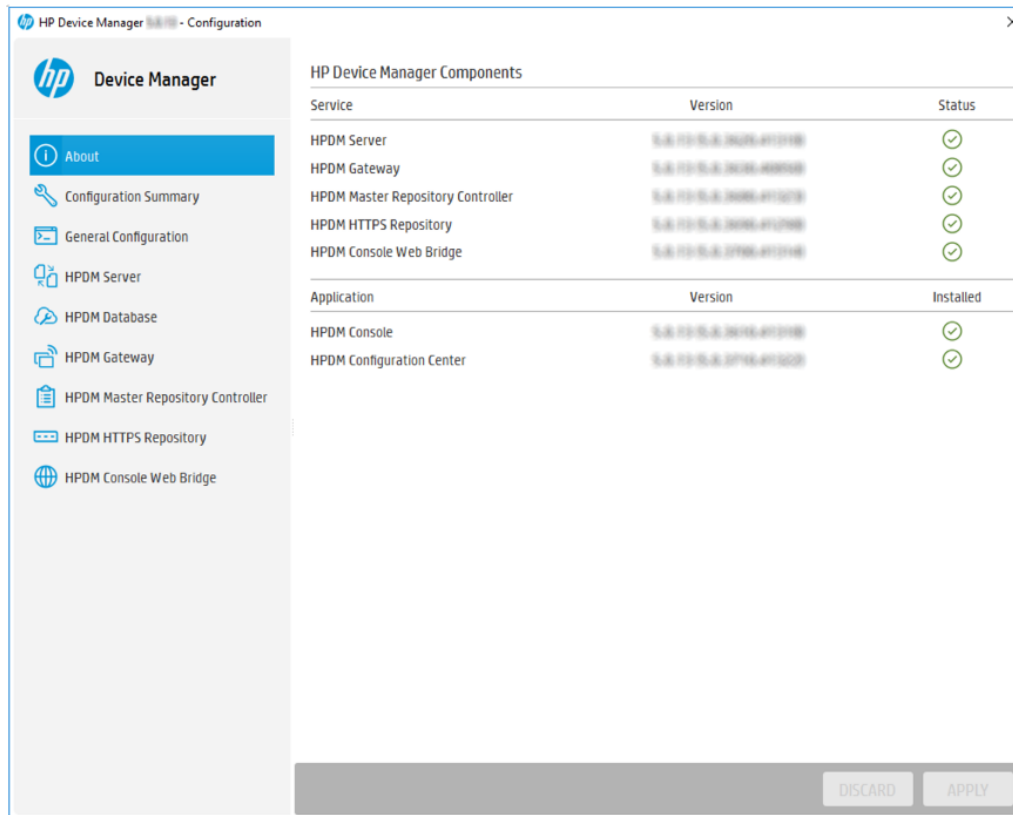 HP Device Manager - Configuration
hp
Device Manager
About
Configuration Summary
General Configuration
HPDM Server
HPDM Database
HPDM Gateway
HPDM Master Repository Controller
HPDM HTTPS Repository
HPDM Console Web Bridge
HP Device Manager Components
Service Version Status
HPDM Server
HPDM Gateway
HPDM Master Repository Controller
HPDM HTTPS Repository
HPDM Console Web Bridge
Application Version Installed
HPDM Console
HPDM Configuration Center
DISCARD APPLY